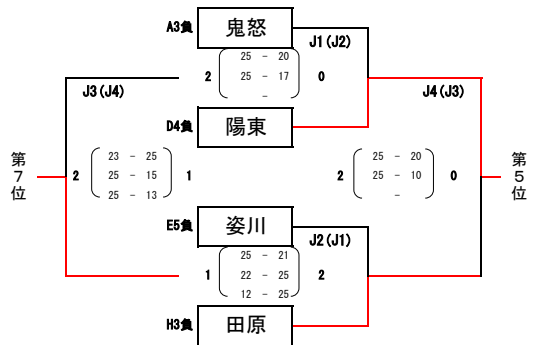 A3負 鬼怒 J1(J2)
2 25 - 20 0
25 - 17
-
J3(J4) J4(J3)
D4負 陽東
第7位 2 23 - 25 1
25 - 15
25 - 13
2 25 - 20 0 第5位
25 - 10
-
E5負 姿川 J2(J1)
1 25 - 21 2
22 - 25
12 - 25
H3負 田原